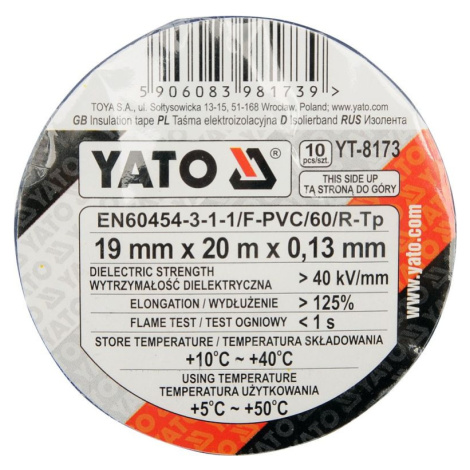 5 906083 981739 >
TOYA S.A., ul. Sołtysowicka 13-15, 51-168 Wrocław, Poland; www.yato.com
GB Insulation tape PL Taśma elektroizolacyjna D Isolierband RUS Изолента
YATO ®
10 pcs/szt. YT-8173
THIS SIDE UP
TĄ STRONĄ DO GÓRY
EN60454-3-1-1/F-PVC/60/R-Tp
19 mm x 20 m x 0,13 mm
DIELECTRIC STRENGTH
WYTRZYMAŁOŚĆ DIELEKTRYCZNA > 40 kV/mm
ELONGATION / WYDŁUŻENIE > 125%
FLAME TEST / TEST OGNIOWY < 1 s
STORE TEMPERATURE / TEMPERATURA SKŁADOWANIA
+10°C ~ +40°C
USING TEMPERATURE
TEMPERATURA UŻYTKOWANIA
+5°C ~ +50°C
www.yato.com